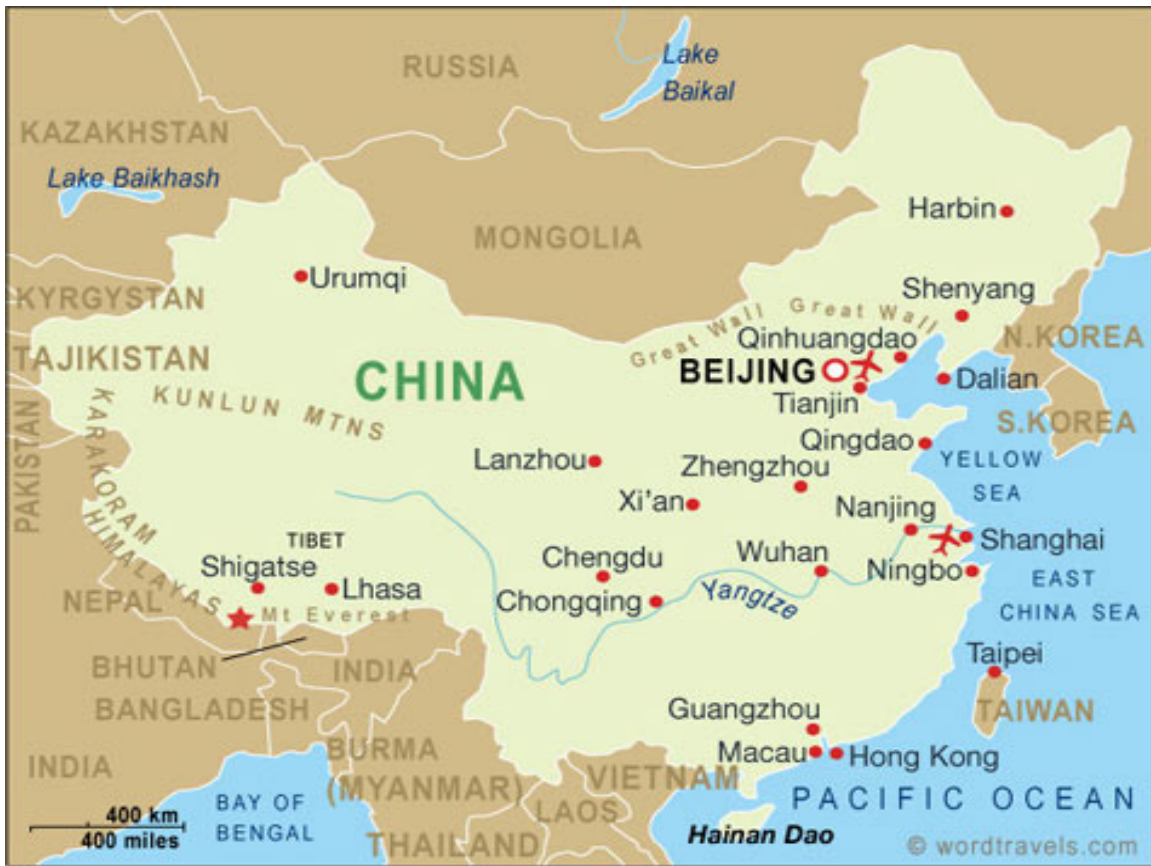 RUSSIA
Lake
Baikal
KAZAKHSTAN
Lake Baikhash
MONGOLIA
Harbin
Urumqi
KYRGYSTAN
Shenyang
Great Wall Great Wall
N.KOREA
Qinhuangdao
TAJIKISTAN
CHINA
BEIJING
Dalian
KUNLUN MTNS
Tianjin
S.KOREA
KARAKORAM
PAKISTAN
Qingdao
Lanzhou
Zhengzhou
YELLOW
SEA
Xi'an
Nanjing
HIMALAYAS
TIBET
Shanghai
Shigatse
Chengdu
Wuhan
Ningbo
NEPAL
Lhasa
Chongqing
Yangtze
EAST
CHINA SEA
Mt Everest
BHUTAN
INDIA
Taipei
BANGLADESH
Guangzhou
TAIWAN
BURMA
(MYANMAR)
Macau
Hong Kong
INDIA
VIETNAM
LAOS
PACIFIC OCEAN
400 km
400 miles
BAY OF
BENGAL
THAILAND
Hainan Dao
© wordtravels.com